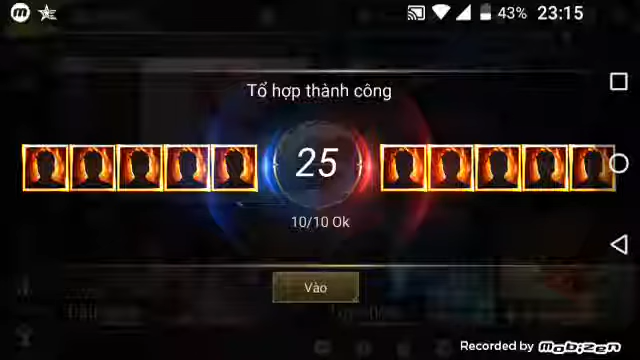 43% 23:15
Tổ hợp thành công
25
10/10 Ok
Vào
Recorded by mobizen